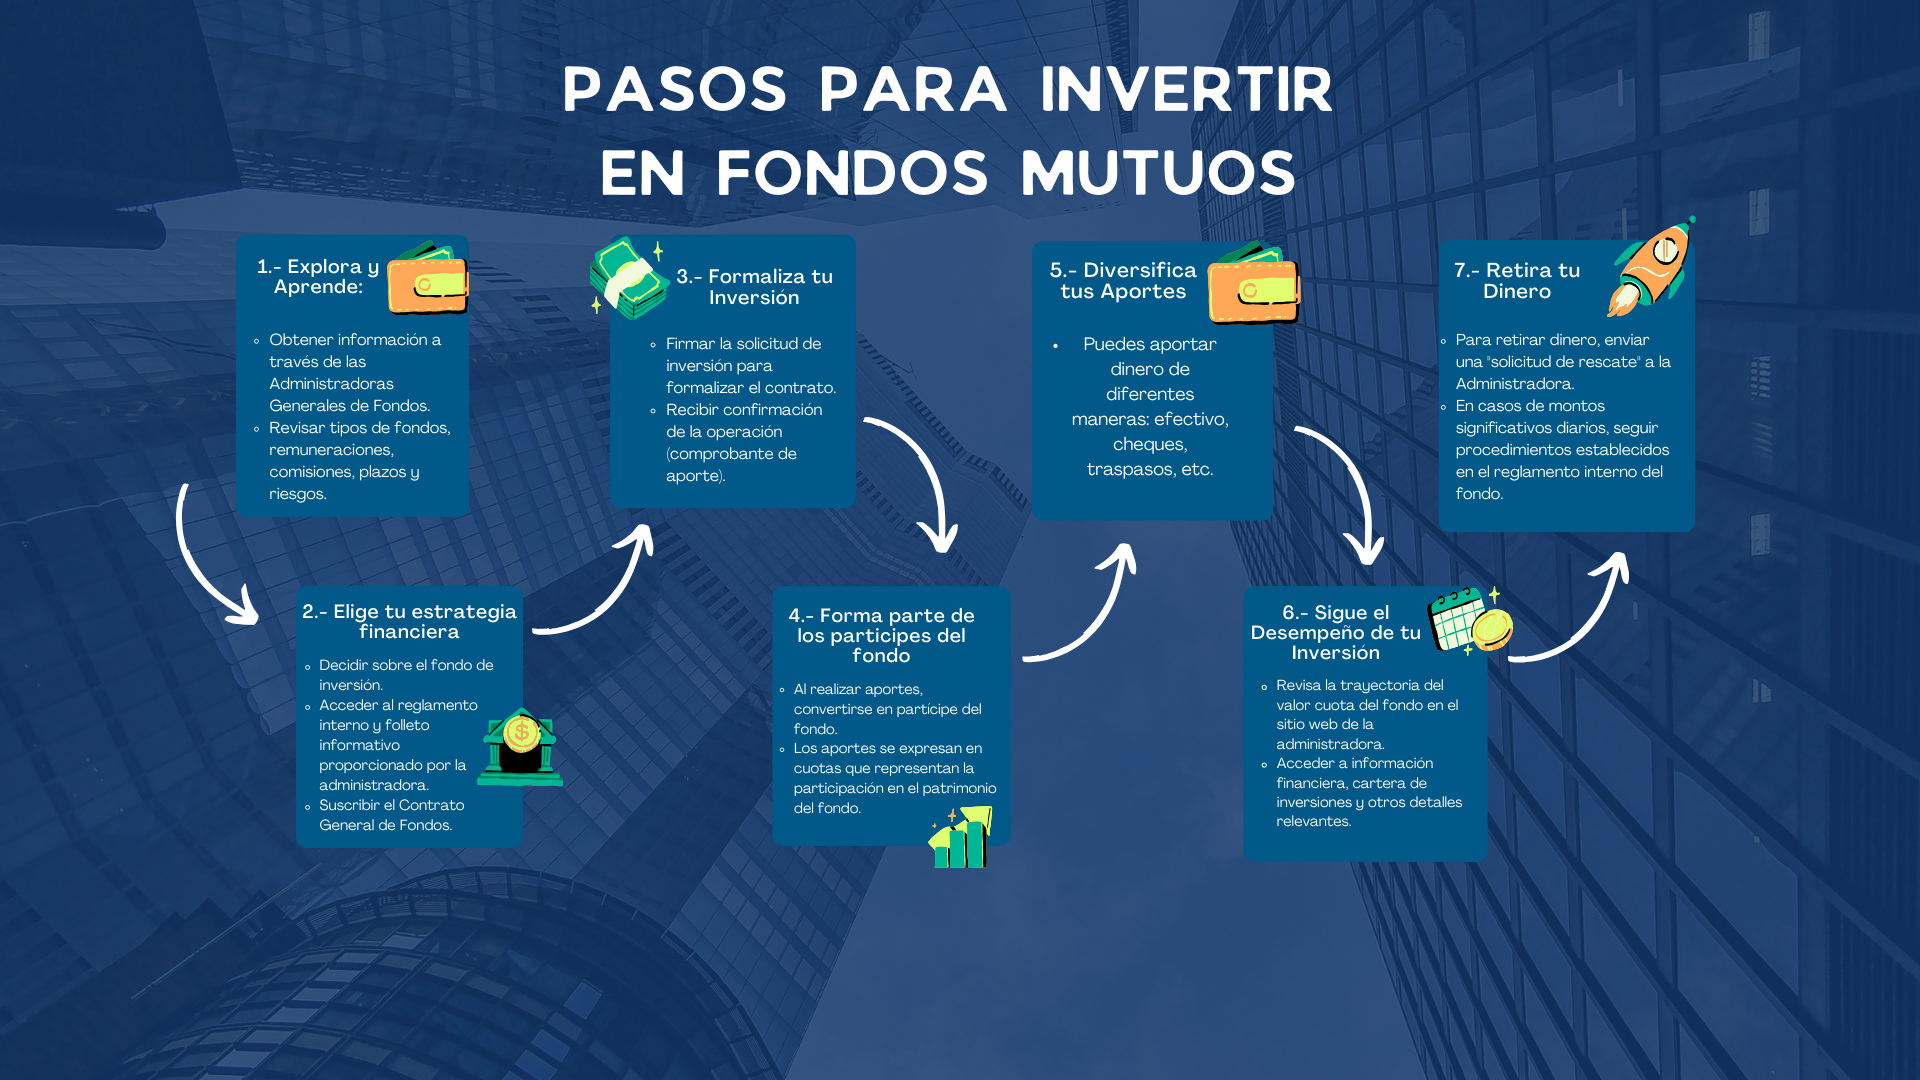 PASOS PARA INVERTIR
EN FONDOS MUTUOS
1.- Explora y
Aprende:
Obtener información a
través de las
Administradoras
Generales de Fondos.
Revisar tipos de fondos,
remuneraciones,
comisiones, plazos y
riesgos.
2.- Elige tu estrategia
financiera
Decidir sobre el fondo de
inversión.
Acceder al reglamento
interno y folleto
informativo
proporcionado por la
administradora.
Suscribir el Contrato
General de Fondos.
3.- Formaliza tu
Inversión
Firmar la solicitud de
inversión para
formalizar el contrato.
Recibir confirmación
de la operación
(comprobante de
aporte).
4.- Forma parte de
los participes del
fondo
Al realizar aportes,
convertirse en partícipe del
fondo.
Los aportes se expresan en
cuotas que representan la
participación en el patrimonio
del fondo.
5.- Diversifica
tus Aportes
Puedes aportar
dinero de
diferentes
maneras: efectivo,
cheques,
traspasos, etc.
6.- Sigue el
Desempeño de tu
Inversión
Revisa la trayectoria del
valor cuota del fondo en el
sitio web de la
administradora.
Acceder a información
financiera, cartera de
inversiones y otros detalles
relevantes.
7.- Retira tu
Dinero
Para retirar dinero, enviar
una "solicitud de rescate" a la
Administradora.
En casos de montos
significativos diarios, seguir
procedimientos establecidos
en el reglamento interno del
fondo.